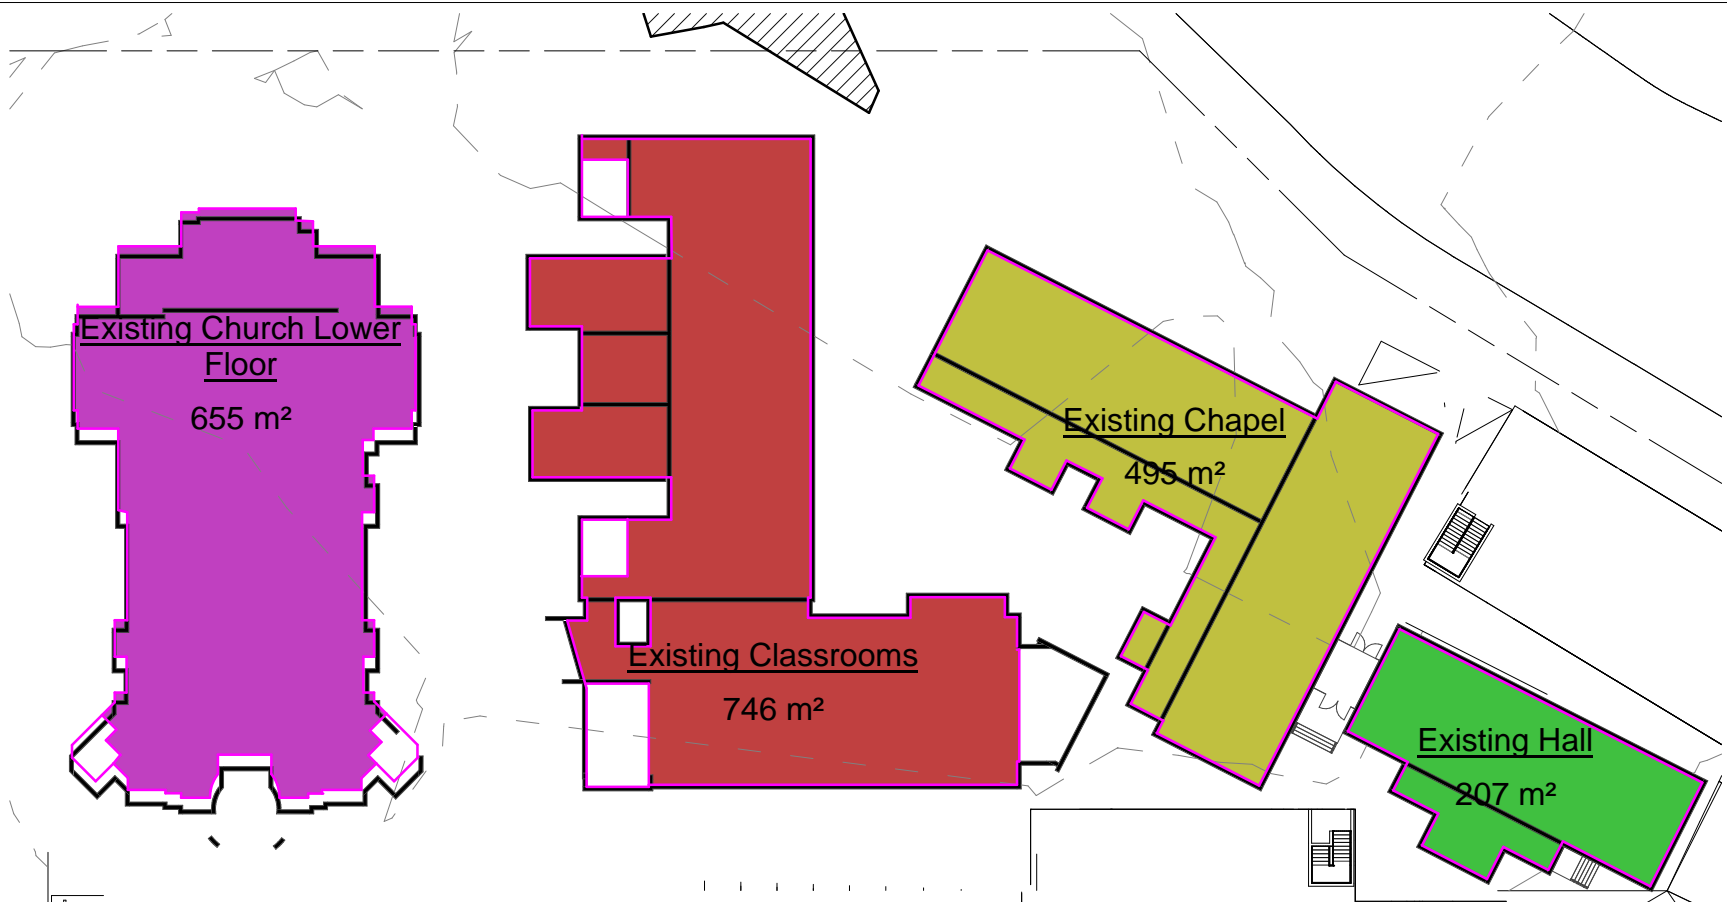 Existing Church Lower
Floor
655 m²
Existing Classrooms
746 m²
Existing Chapel
495 m²
Existing Hall
207 m²